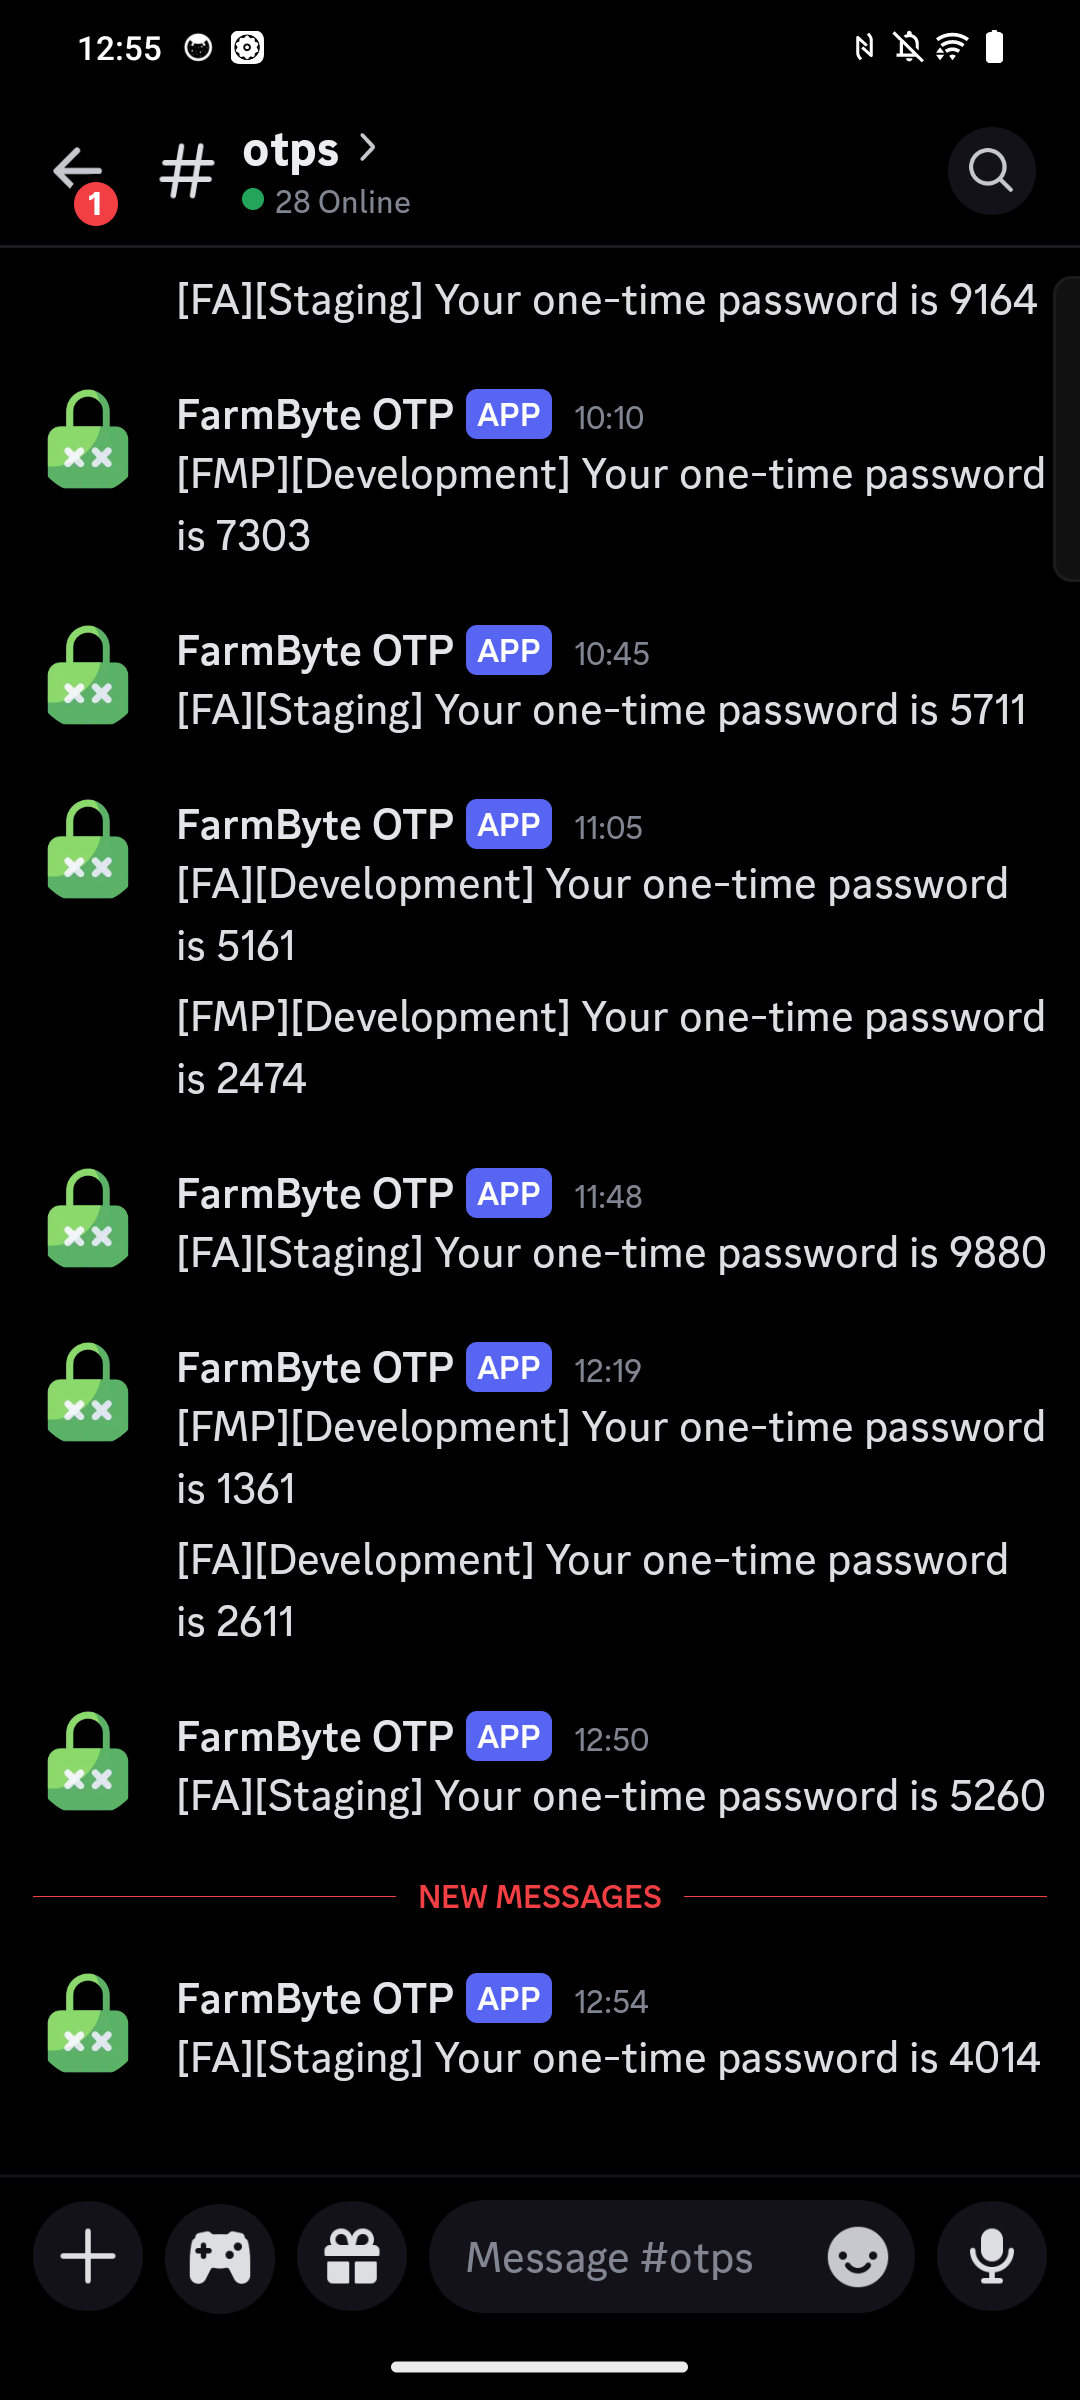 12:55
1
otps
28 Online
[FA][Staging] Your one-time password is 9164
FarmByte OTP APP 10:10
[FMP][Development] Your one-time password
is 7303
FarmByte OTP APP 10:45
[FA][Staging] Your one-time password is 5711
FarmByte OTP APP 11:05
[FA][Development] Your one-time password
is 5161
[FMP][Development] Your one-time password
is 2474
FarmByte OTP APP 11:48
[FA][Staging] Your one-time password is 9880
FarmByte OTP APP 12:19
[FMP][Development] Your one-time password
is 1361
[FA][Development] Your one-time password
is 2611
FarmByte OTP APP 12:50
[FA][Staging] Your one-time password is 5260
NEW MESSAGES
FarmByte OTP APP 12:54
[FA][Staging] Your one-time password is 4014
Message #otps